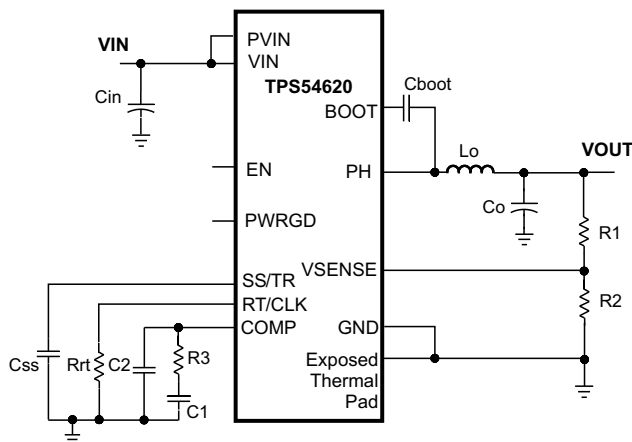 VIN
PVIN
VIN
TPS54620
Cboot
Cin
BOOT
Lo
VOUT
EN
PH
Co
R1
PWRGD
VSENSE
SS/TR
R2
RT/CLK
COMP
GND
Css
Rrt
C2
R3
C1
Exposed
Thermal
Pad